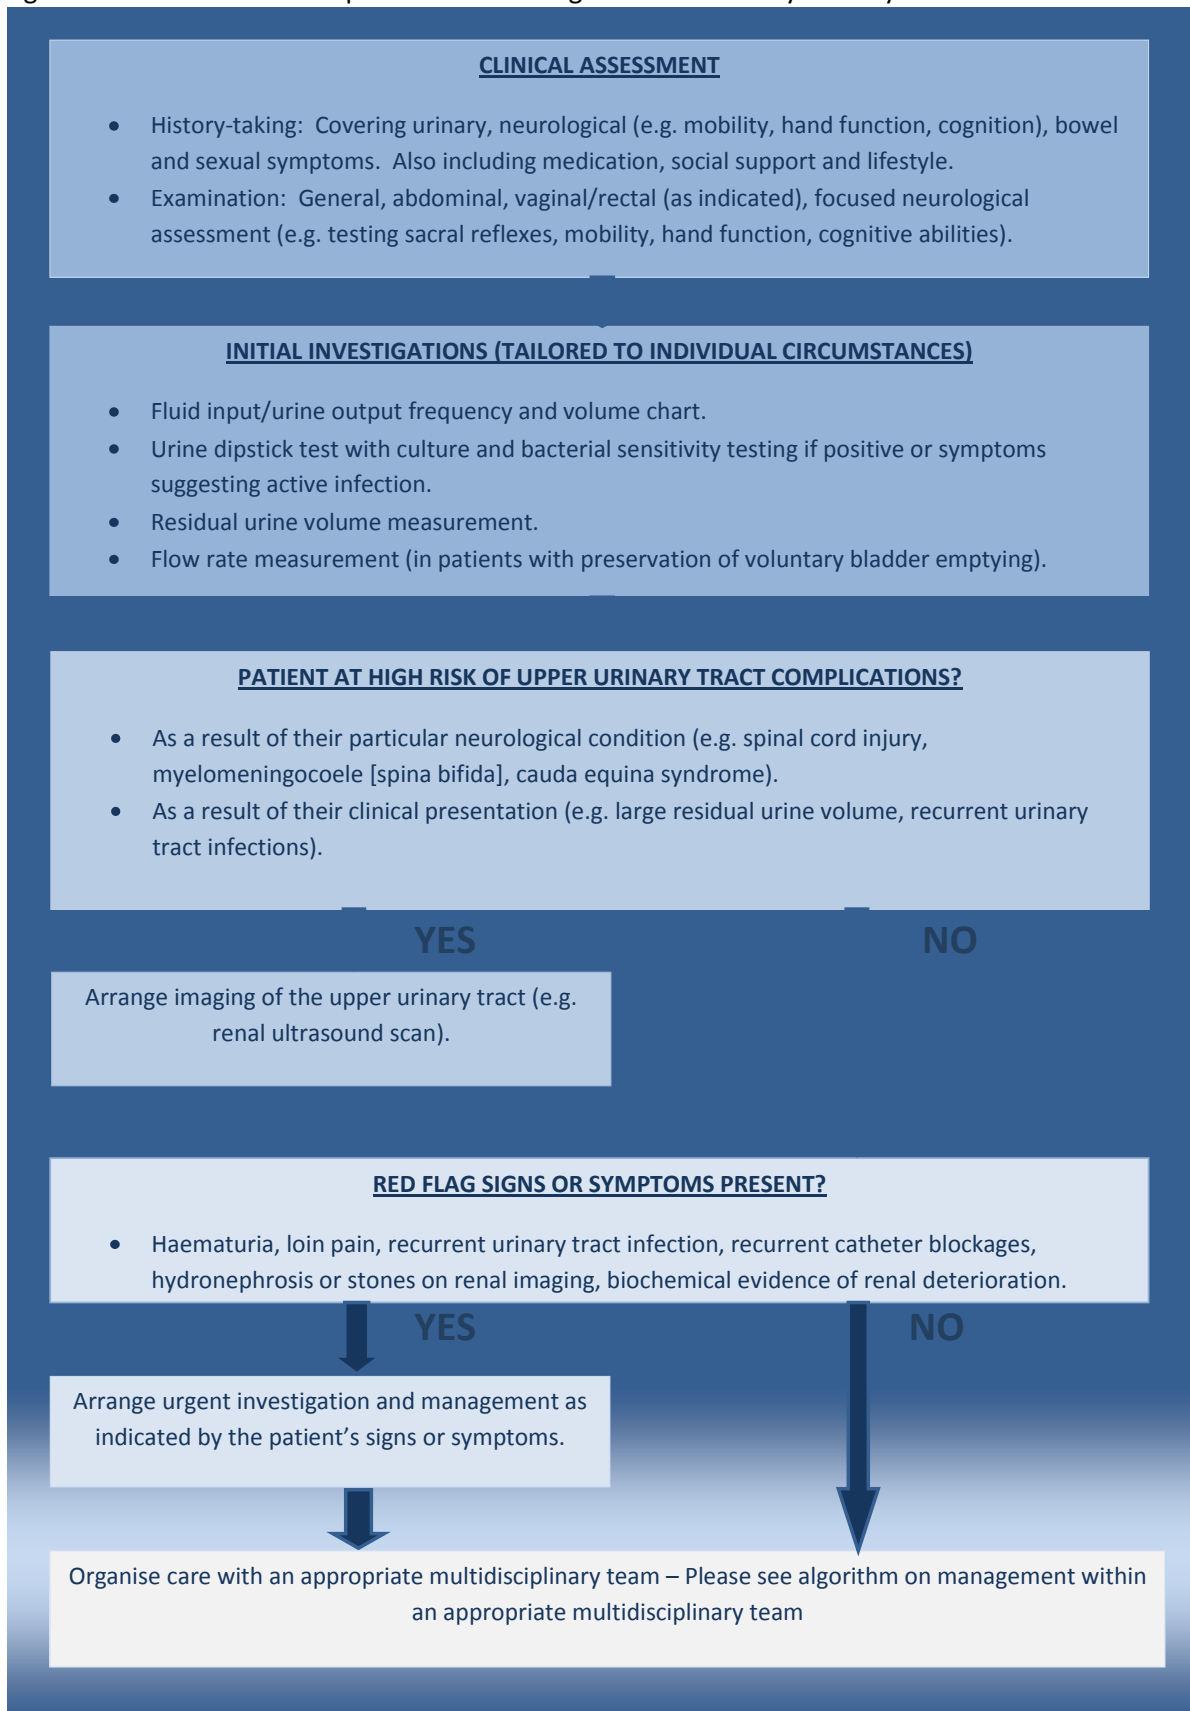 CLINICAL ASSESSMENT
• History-taking: Covering urinary, neurological (e.g. mobility, hand function, cognition), bowel
and sexual symptoms. Also including medication, social support and lifestyle.
• Examination: General, abdominal, vaginal/rectal (as indicated), focused neurological
assessment (e.g. testing sacral reflexes, mobility, hand function, cognitive abilities).
INITIAL INVESTIGATIONS (TAILORED TO INDIVIDUAL CIRCUMSTANCES)
• Fluid input/urine output frequency and volume chart.
• Urine dipstick test with culture and bacterial sensitivity testing if positive or symptoms
suggesting active infection.
• Residual urine volume measurement.
• Flow rate measurement (in patients with preservation of voluntary bladder emptying).
PATIENT AT HIGH RISK OF UPPER URINARY TRACT COMPLICATIONS?
• As a result of their particular neurological condition (e.g. spinal cord injury,
myelomeningocoele [spina bifida], cauda equina syndrome).
• As a result of their clinical presentation (e.g. large residual urine volume, recurrent urinary
tract infections).
YES NO
Arrange imaging of the upper urinary tract (e.g.
renal ultrasound scan).
RED FLAG SIGNS OR SYMPTOMS PRESENT?
• Haematuria, loin pain, recurrent urinary tract infection, recurrent catheter blockages,
hydronephrosis or stones on renal imaging, biochemical evidence of renal deterioration.
YES NO
Arrange urgent investigation and management as
indicated by the patient’s signs or symptoms.
Organise care with an appropriate multidisciplinary team – Please see algorithm on management within
an appropriate multidisciplinary team